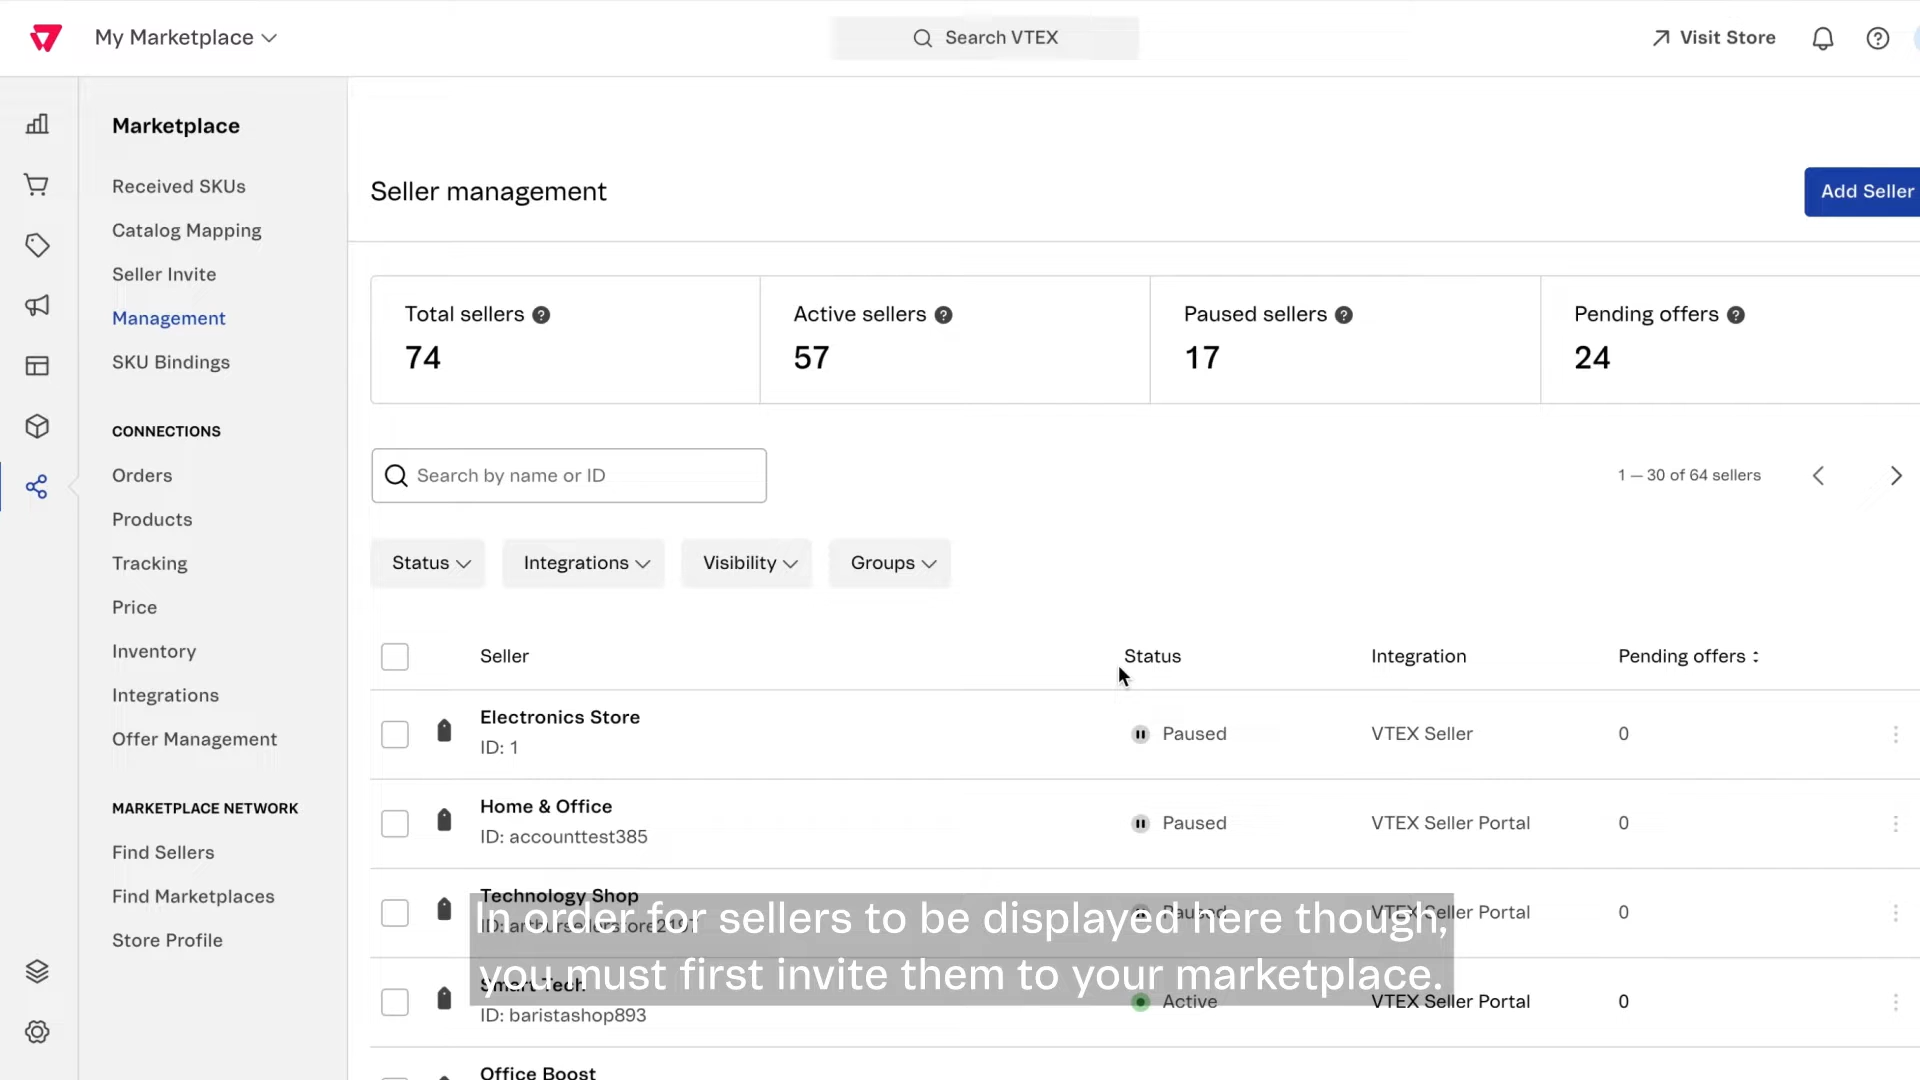 My Marketplace
Search VTEX
Visit Store
Marketplace
Received SKUs
Catalog Mapping
Seller Invite
Management
SKU Bindings
CONNECTIONS
Orders
Products
Tracking
Price
Inventory
Integrations
Offer Management
MARKETPLACE NETWORK
Find Sellers
Find Marketplaces
Store Profile
Seller management
Add Seller
Total sellers
74
Active sellers
57
Paused sellers
17
Pending offers
24
Search by name or ID
1 — 30 of 64 sellers
Status
Integrations
Visibility
Groups
Seller
Status
Integration
Pending offers
Electronics Store
ID: 1
Paused
VTEX Seller
0
Home & Office
ID: accounttest385
Paused
VTEX Seller Portal
0
Technology Shop
Paused
VTEX Seller Portal
0
In order for sellers to be displayed here though,
you must first invite them to your marketplace.
Smart Tech
ID: baristashop893
Active
VTEX Seller Portal
0
Office Boost